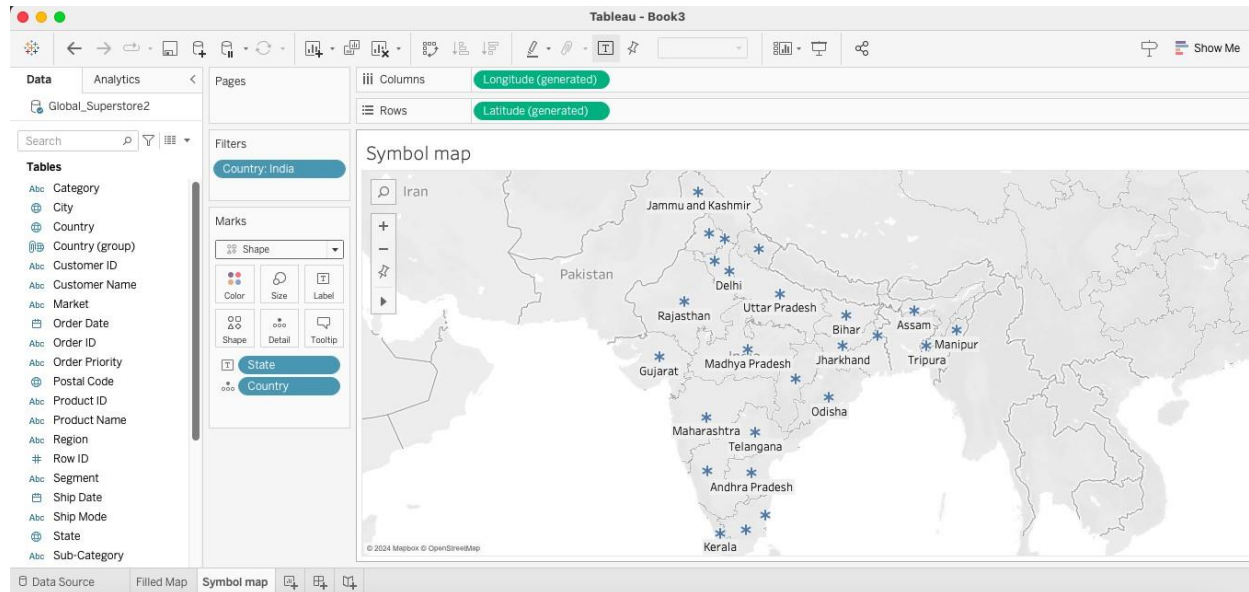 Tableau - Book3
Show Me
Data
Analytics
Global_Superstore2
Search
Tables
Abc Category
City
Country
Country (group)
Abc Customer ID
Abc Customer Name
Abc Market
Order Date
Abc Order ID
Abc Order Priority
Postal Code
Abc Product ID
Abc Product Name
Abc Region
# Row ID
Abc Segment
Ship Date
Abc Ship Mode
State
Abc Sub-Category
Pages
Filters
Country: India
Marks
Shape
Color
Size
T
Label
Shape
Detail
Tooltip
T State
Country
iii Columns
Longitude (generated)
Rows
Latitude (generated)
Symbol map
Iran
Jammu and Kashmir
Pakistan
Delhi
Rajasthan
Uttar Pradesh
Bihar
Assam
Manipur
Gujarat
Madhya Pradesh
Jharkhand
Tripura
Odisha
Maharashtra
Telangana
Andhra Pradesh
Kerala
© 2024 Mapbox © OpenStreetMap
Data Source
Filled Map
Symbol map